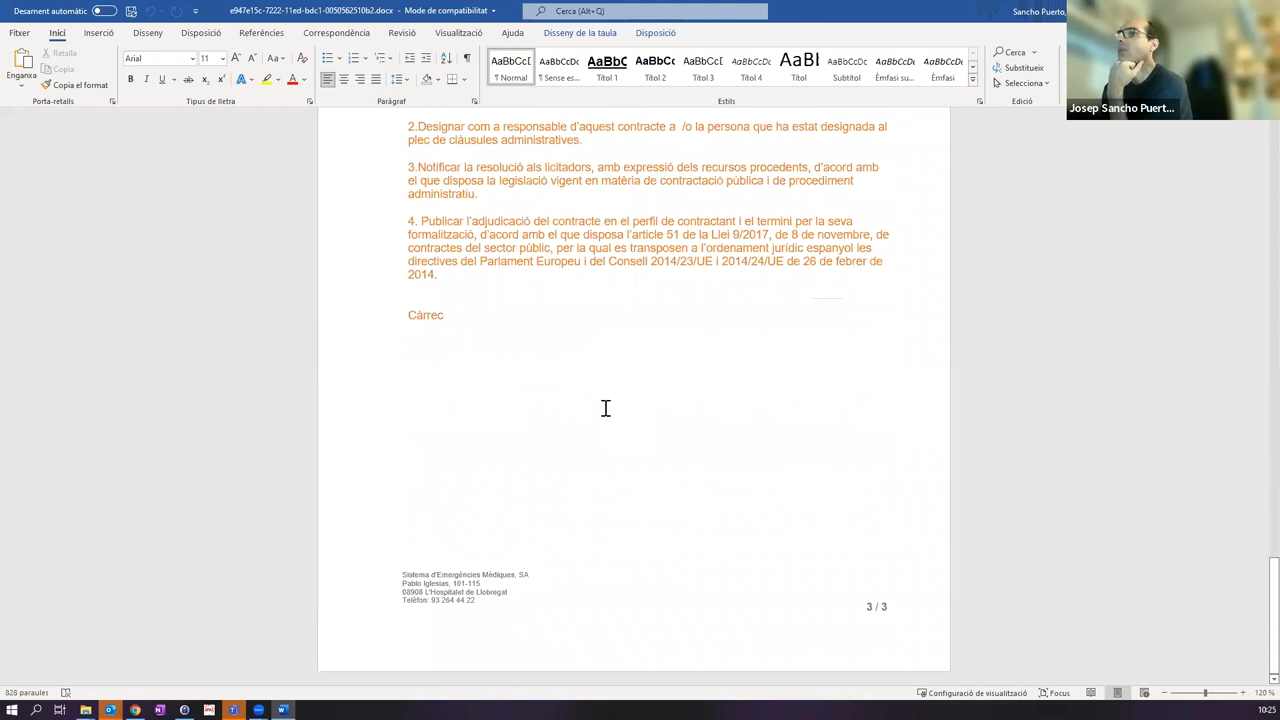 Desament automàtic
e947e15c-7222-11ed-bdc1-0050562510b2.docx - Mode de compatibilitat
Cerca (Alt+Q)
Sancho Puerto,
Fitxer Inici Inserció Disseny Disposició Referències Correspondència Revisió Visualització Ajuda Disseny de la taula Disposició
Enganxa
Retalla
Copia
Copia el format
Porta-retalls
Arial 11
Tipus de lletra
Paràgraf
AaBbCcDc AaBbCcDc AaBbC AaBbCc AaBbCcD AaBbCcDc AaBb AaBbCcDc AaBbCcDc AaBbCcDc
¶ Normal ¶ Sense es... Títol 1 Títol 2 Títol 3 Títol 4 Títol Subtítol Èmfasi su... Èmfasi
Estils
Cerca
Substitueix
Selecciona
Edició
Josep Sancho Puert...
2.Designar com a responsable d'aquest contracte a /o la persona que ha estat designada al
plec de clàusules administratives.
3.Notificar la resolució als licitadors, amb expressió dels recursos procedents, d'acord amb
el que disposa la legislació vigent en matèria de contractació pública i de procediment
administratiu.
4. Publicar l'adjudicació del contracte en el perfil de contractant i el termini per la seva
formalització, d'acord amb el que disposa l'article 51 de la Llei 9/2017, de 8 de novembre, de
contractes del sector públic, per la qual es transposen a l'ordenament jurídic espanyol les
directives del Parlament Europeu i del Consell 2014/23/UE i 2014/24/UE de 26 de febrer de
2014.
Càrrec
Sistema d'Emergències Mèdiques, SA
Pablo Iglesias, 101-115
08908 L'Hospitalet de Llobregat
Telèfon: 93 264 44 22
3 / 3
828 paraules
Configuració de visualització
Focus
120 %
10:25